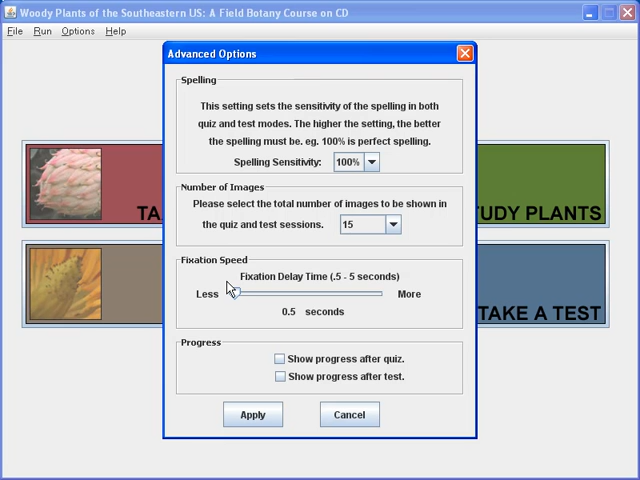 Woody Plants of the Southeastern US: A Field Botany Course on CD
File Run Options Help
Advanced Options
Spelling
This setting sets the sensitivity of the spelling in both
quiz and test modes. The higher the setting, the better
the spelling must be. eg. 100% is perfect spelling.
Spelling Sensitivity: 100%
Number of Images
Please select the total number of images to be shown in
the quiz and test sessions. 15
TA
TUDY PLANTS
Fixation Speed
Fixation Delay Time (.5 - 5 seconds)
Less More
0.5 seconds
TAKE A TEST
Progress
Show progress after quiz.
Show progress after test.
Apply Cancel